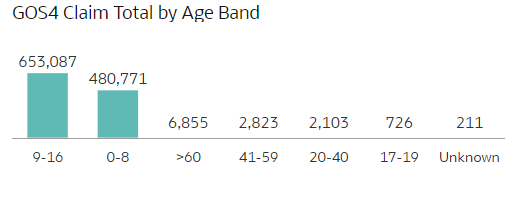 GOS4 Claim Total by Age Band
653,087
480,771
6,855 2,823 2,103 726 211
9-16 0-8 >60 41-59 20-40 17-19 Unknown